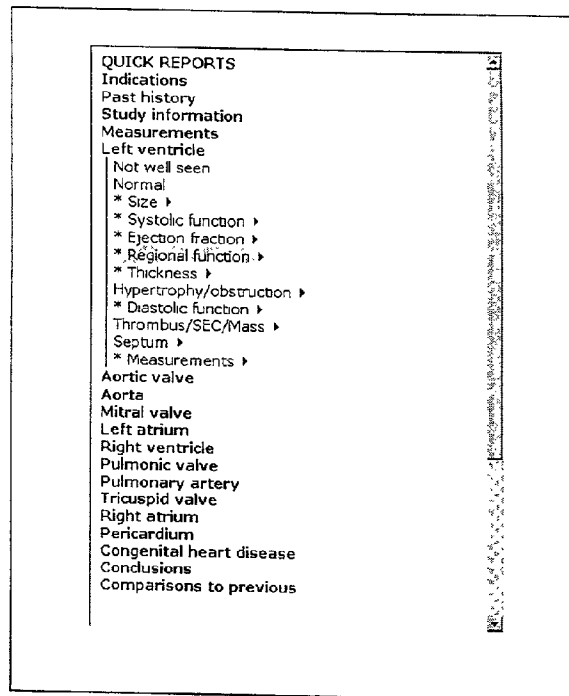 QUICK REPORTS
Indications
Past history
Study information
Measurements
Left ventricle
Not well seen
Normal
* Size ▸
* Systolic function ▸
* Ejection fraction ▸
* Regional function ▸
* Thickness ▸
Hypertrophy/obstruction ▸
* Diastolic function ▸
Thrombus/SEC/Mass ▸
Septum ▸
* Measurements ▸
Aortic valve
Aorta
Mitral valve
Left atrium
Right ventricle
Pulmonic valve
Pulmonary artery
Tricuspid valve
Right atrium
Pericardium
Congenital heart disease
Conclusions
Comparisons to previous